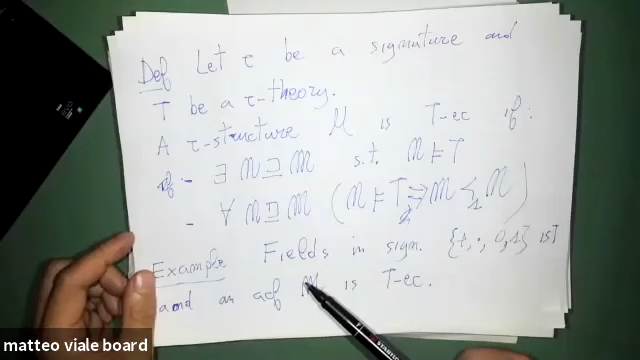 Def Let τ be a signature and
T be a τ-theory.
A τ-structure M is T-ec if:
if: - ∃ N ⊇ M s.t. N ⊨ T
- ∀ N ⊇ M (N ⊨ T ⇒ M ≺₁ N)
Example Fields in sign. {+, ·, 0, 1} is T
and an acf M is T-ec.
matteo viale board